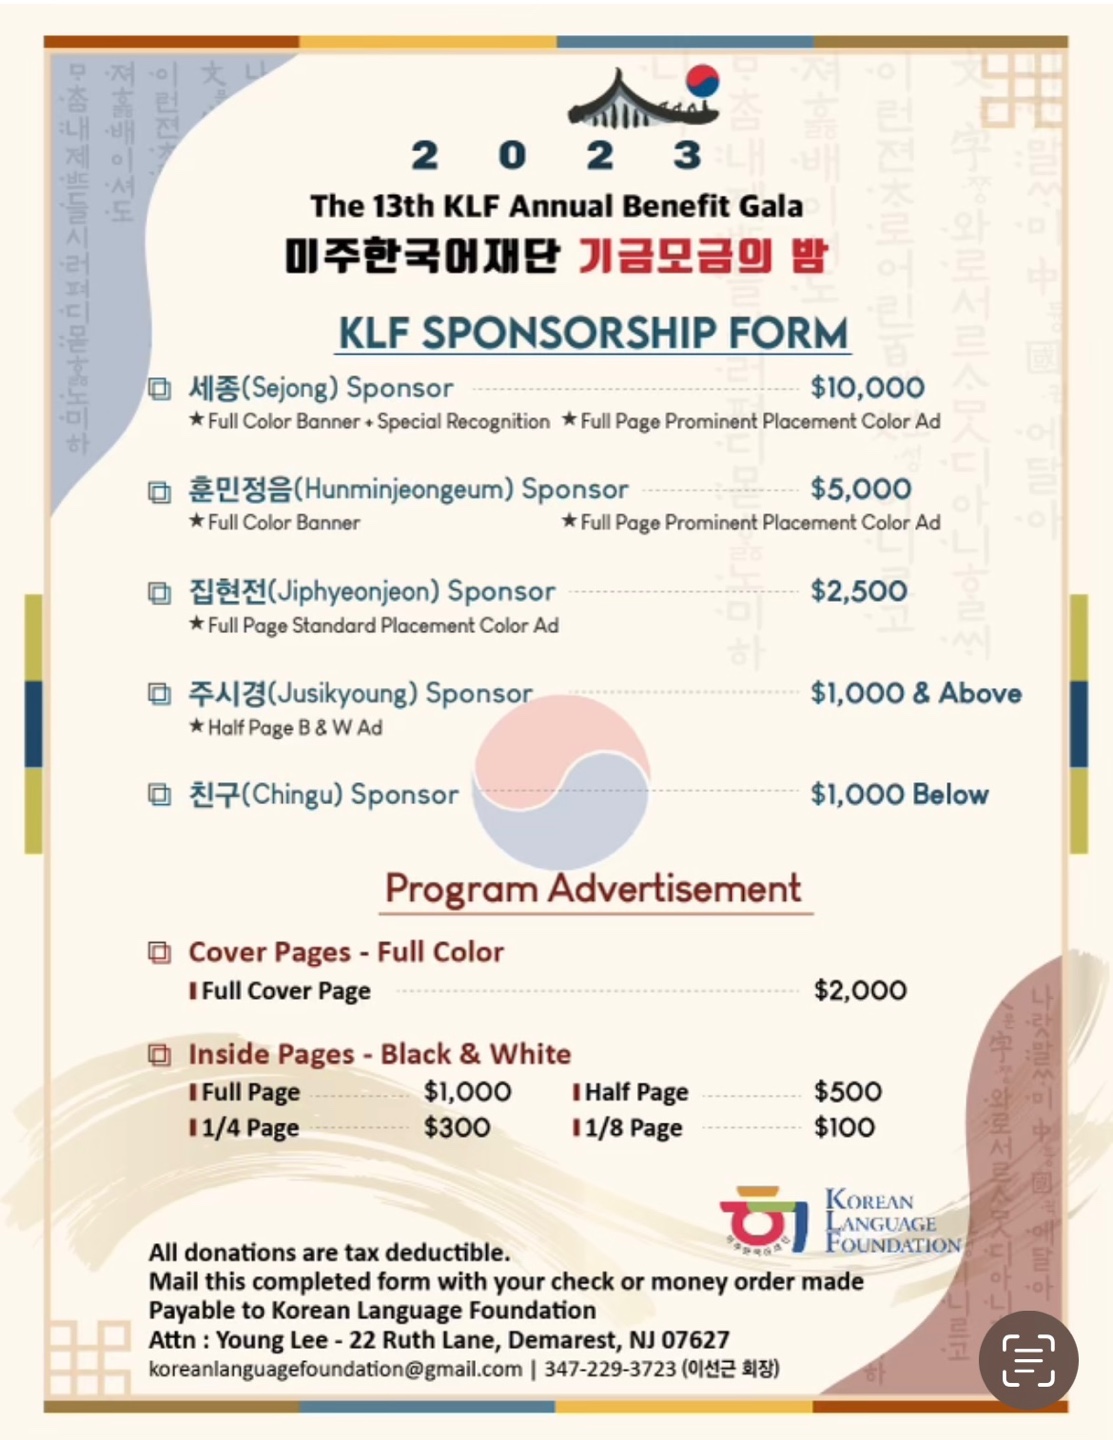 2 0 2 3
The 13th KLF Annual Benefit Gala
미주한국어재단 기금모금의 밤
KLF SPONSORSHIP FORM
세종(Sejong) Sponsor $10,000
★Full Color Banner + Special Recognition ★Full Page Prominent Placement Color Ad
훈민정음(Hunminjeongeum) Sponsor $5,000
★Full Color Banner ★Full Page Prominent Placement Color Ad
집현전(Jiphyeonjeon) Sponsor $2,500
★Full Page Standard Placement Color Ad
주시경(Jusikyoung) Sponsor $1,000 & Above
★Half Page B & W Ad
친구(Chingu) Sponsor $1,000 Below
Program Advertisement
Cover Pages - Full Color
Full Cover Page $2,000
Inside Pages - Black & White
Full Page $1,000 Half Page $500
1/4 Page $300 1/8 Page $100
KOREAN
LANGUAGE
FOUNDATION
All donations are tax deductible.
Mail this completed form with your check or money order made
Payable to Korean Language Foundation
Attn : Young Lee - 22 Ruth Lane, Demarest, NJ 07627
koreanlanguagefoundation@gmail.com | 347-229-3723 (이선근 회장)